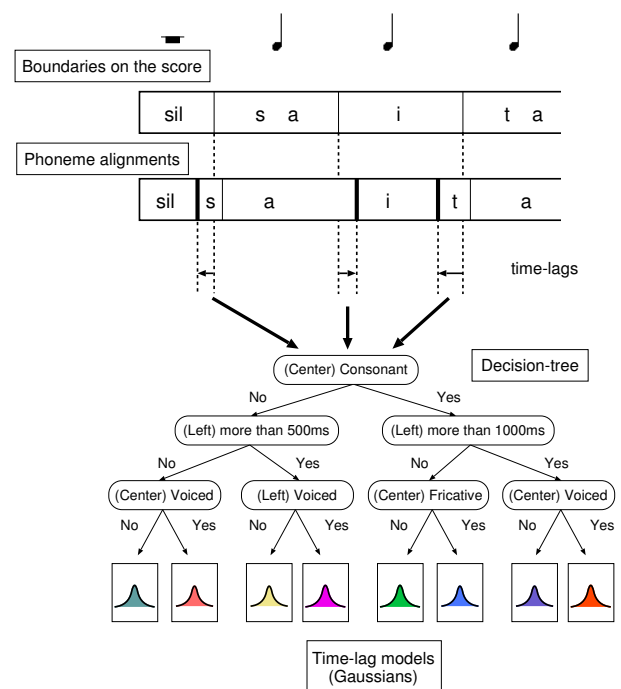 Boundaries on the score
sil s a i t a
Phoneme alignments
sil s a i t a
time-lags
(Center) Consonant
Decision-tree
No Yes
(Left) more than 500ms (Left) more than 1000ms
No Yes No Yes
(Center) Voiced (Left) Voiced (Center) Fricative (Center) Voiced
No Yes No Yes No Yes No Yes
Time-lag models
(Gaussians)